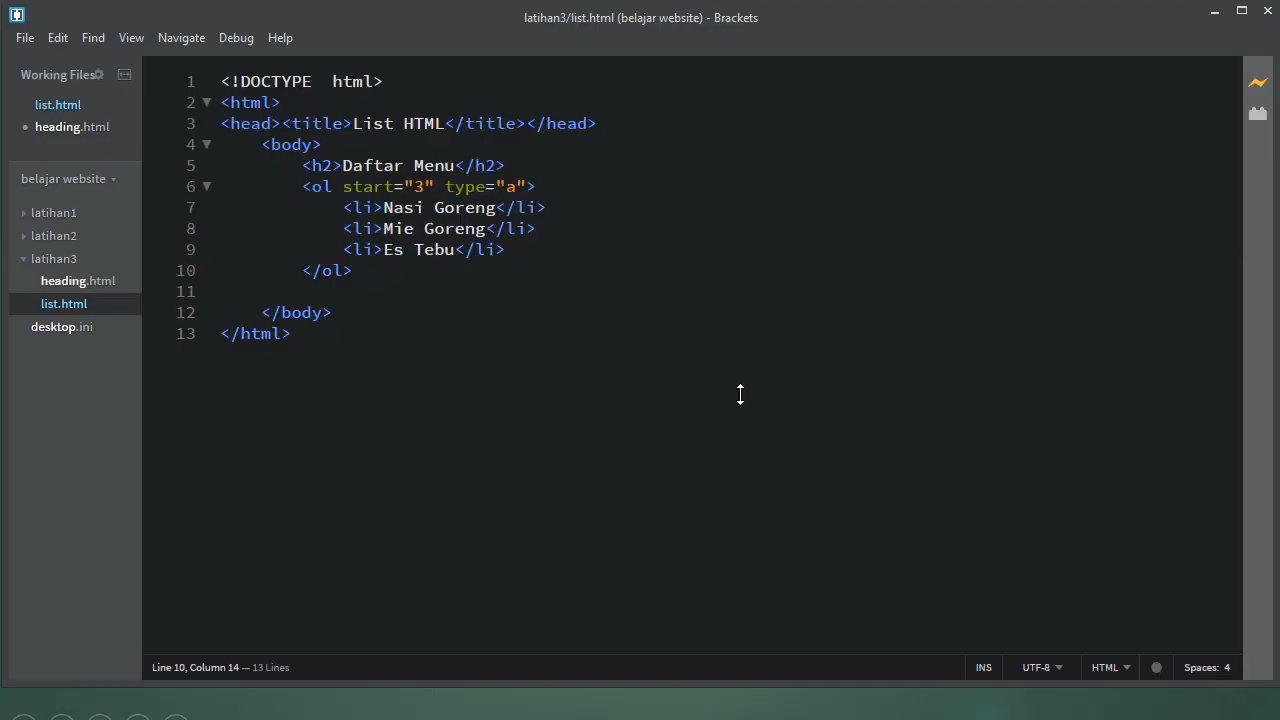 latihan3/list.html (belajar website) - Brackets
File Edit Find View Navigate Debug Help
Working Files
list.html
heading.html
belajar website
latihan1
latihan2
latihan3
heading.html
list.html
desktop.ini
1 <!DOCTYPE  html>
2 <html>
3 <head><title>List HTML</title></head>
4     <body>
5         <h2>Daftar Menu</h2>
6         <ol start="3" type="a">
7             <li>Nasi Goreng</li>
8             <li>Mie Goreng</li>
9             <li>Es Tebu</li>
10         </ol>
11
12     </body>
13 </html>
Line 10, Column 14 — 13 Lines INS UTF-8 HTML Spaces: 4